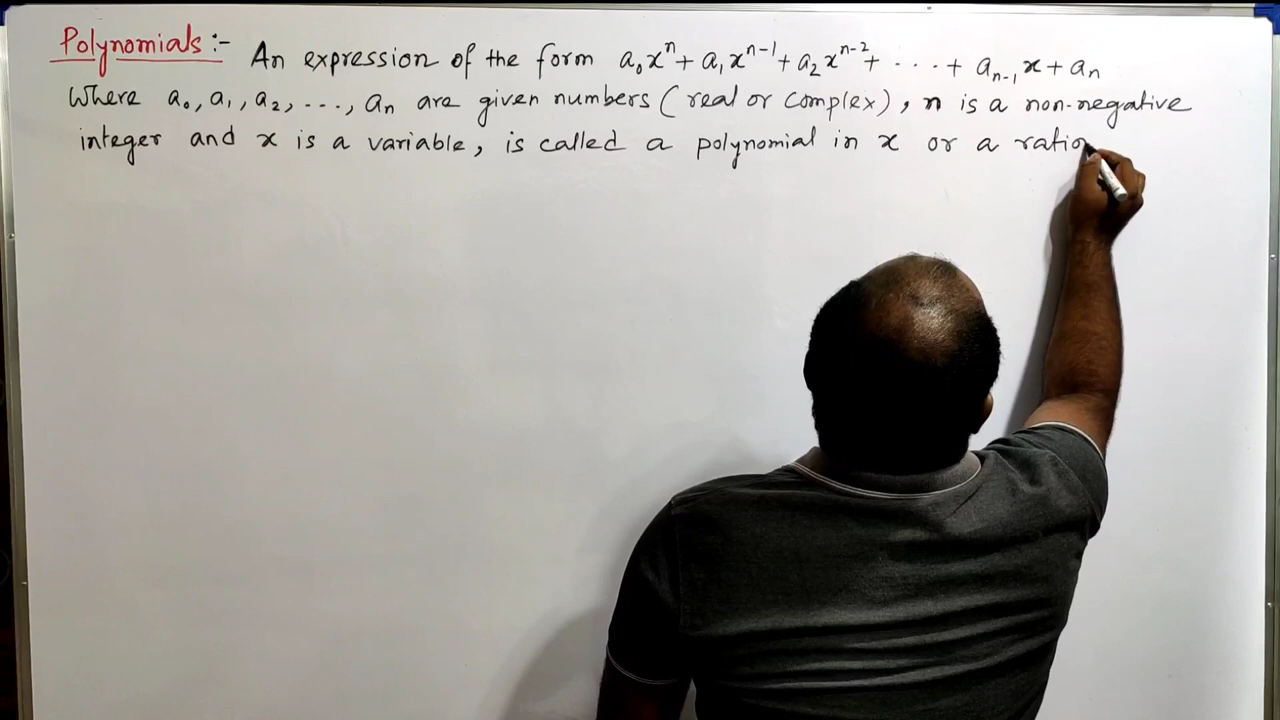 Polynomials :- An expression of the form a₀xⁿ + a₁xⁿ⁻¹ + a₂xⁿ⁻² + ... + aₙ₋₁x + aₙ
Where a₀, a₁, a₂, ..., aₙ are given numbers (real or complex), n is a non-negative
integer and x is a variable, is called a polynomial in x or a ratio